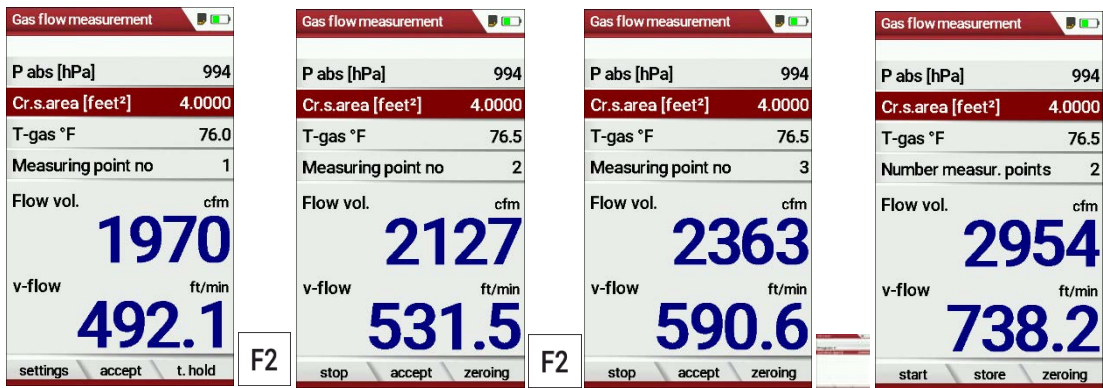 Gas flow measurement
P abs [hPa] 994
Cr.s.area [feet²] 4.0000
T-gas °F 76.0
Measuring point no 1
Flow vol. cfm
1970
v-flow ft/min
492.1
settings accept t. hold
F2
Gas flow measurement
P abs [hPa] 994
Cr.s.area [feet²] 4.0000
T-gas °F 76.5
Measuring point no 2
Flow vol. cfm
2127
v-flow ft/min
531.5
stop accept zeroing
F2
Gas flow measurement
P abs [hPa] 994
Cr.s.area [feet²] 4.0000
T-gas °F 76.5
Measuring point no 3
Flow vol. cfm
2363
v-flow ft/min
590.6
stop accept zeroing
Gas flow measurement
P abs [hPa] 994
Cr.s.area [feet²] 4.0000
T-gas °F 76.5
Number measur. points 2
Flow vol. cfm
2954
v-flow ft/min
738.2
start store zeroing